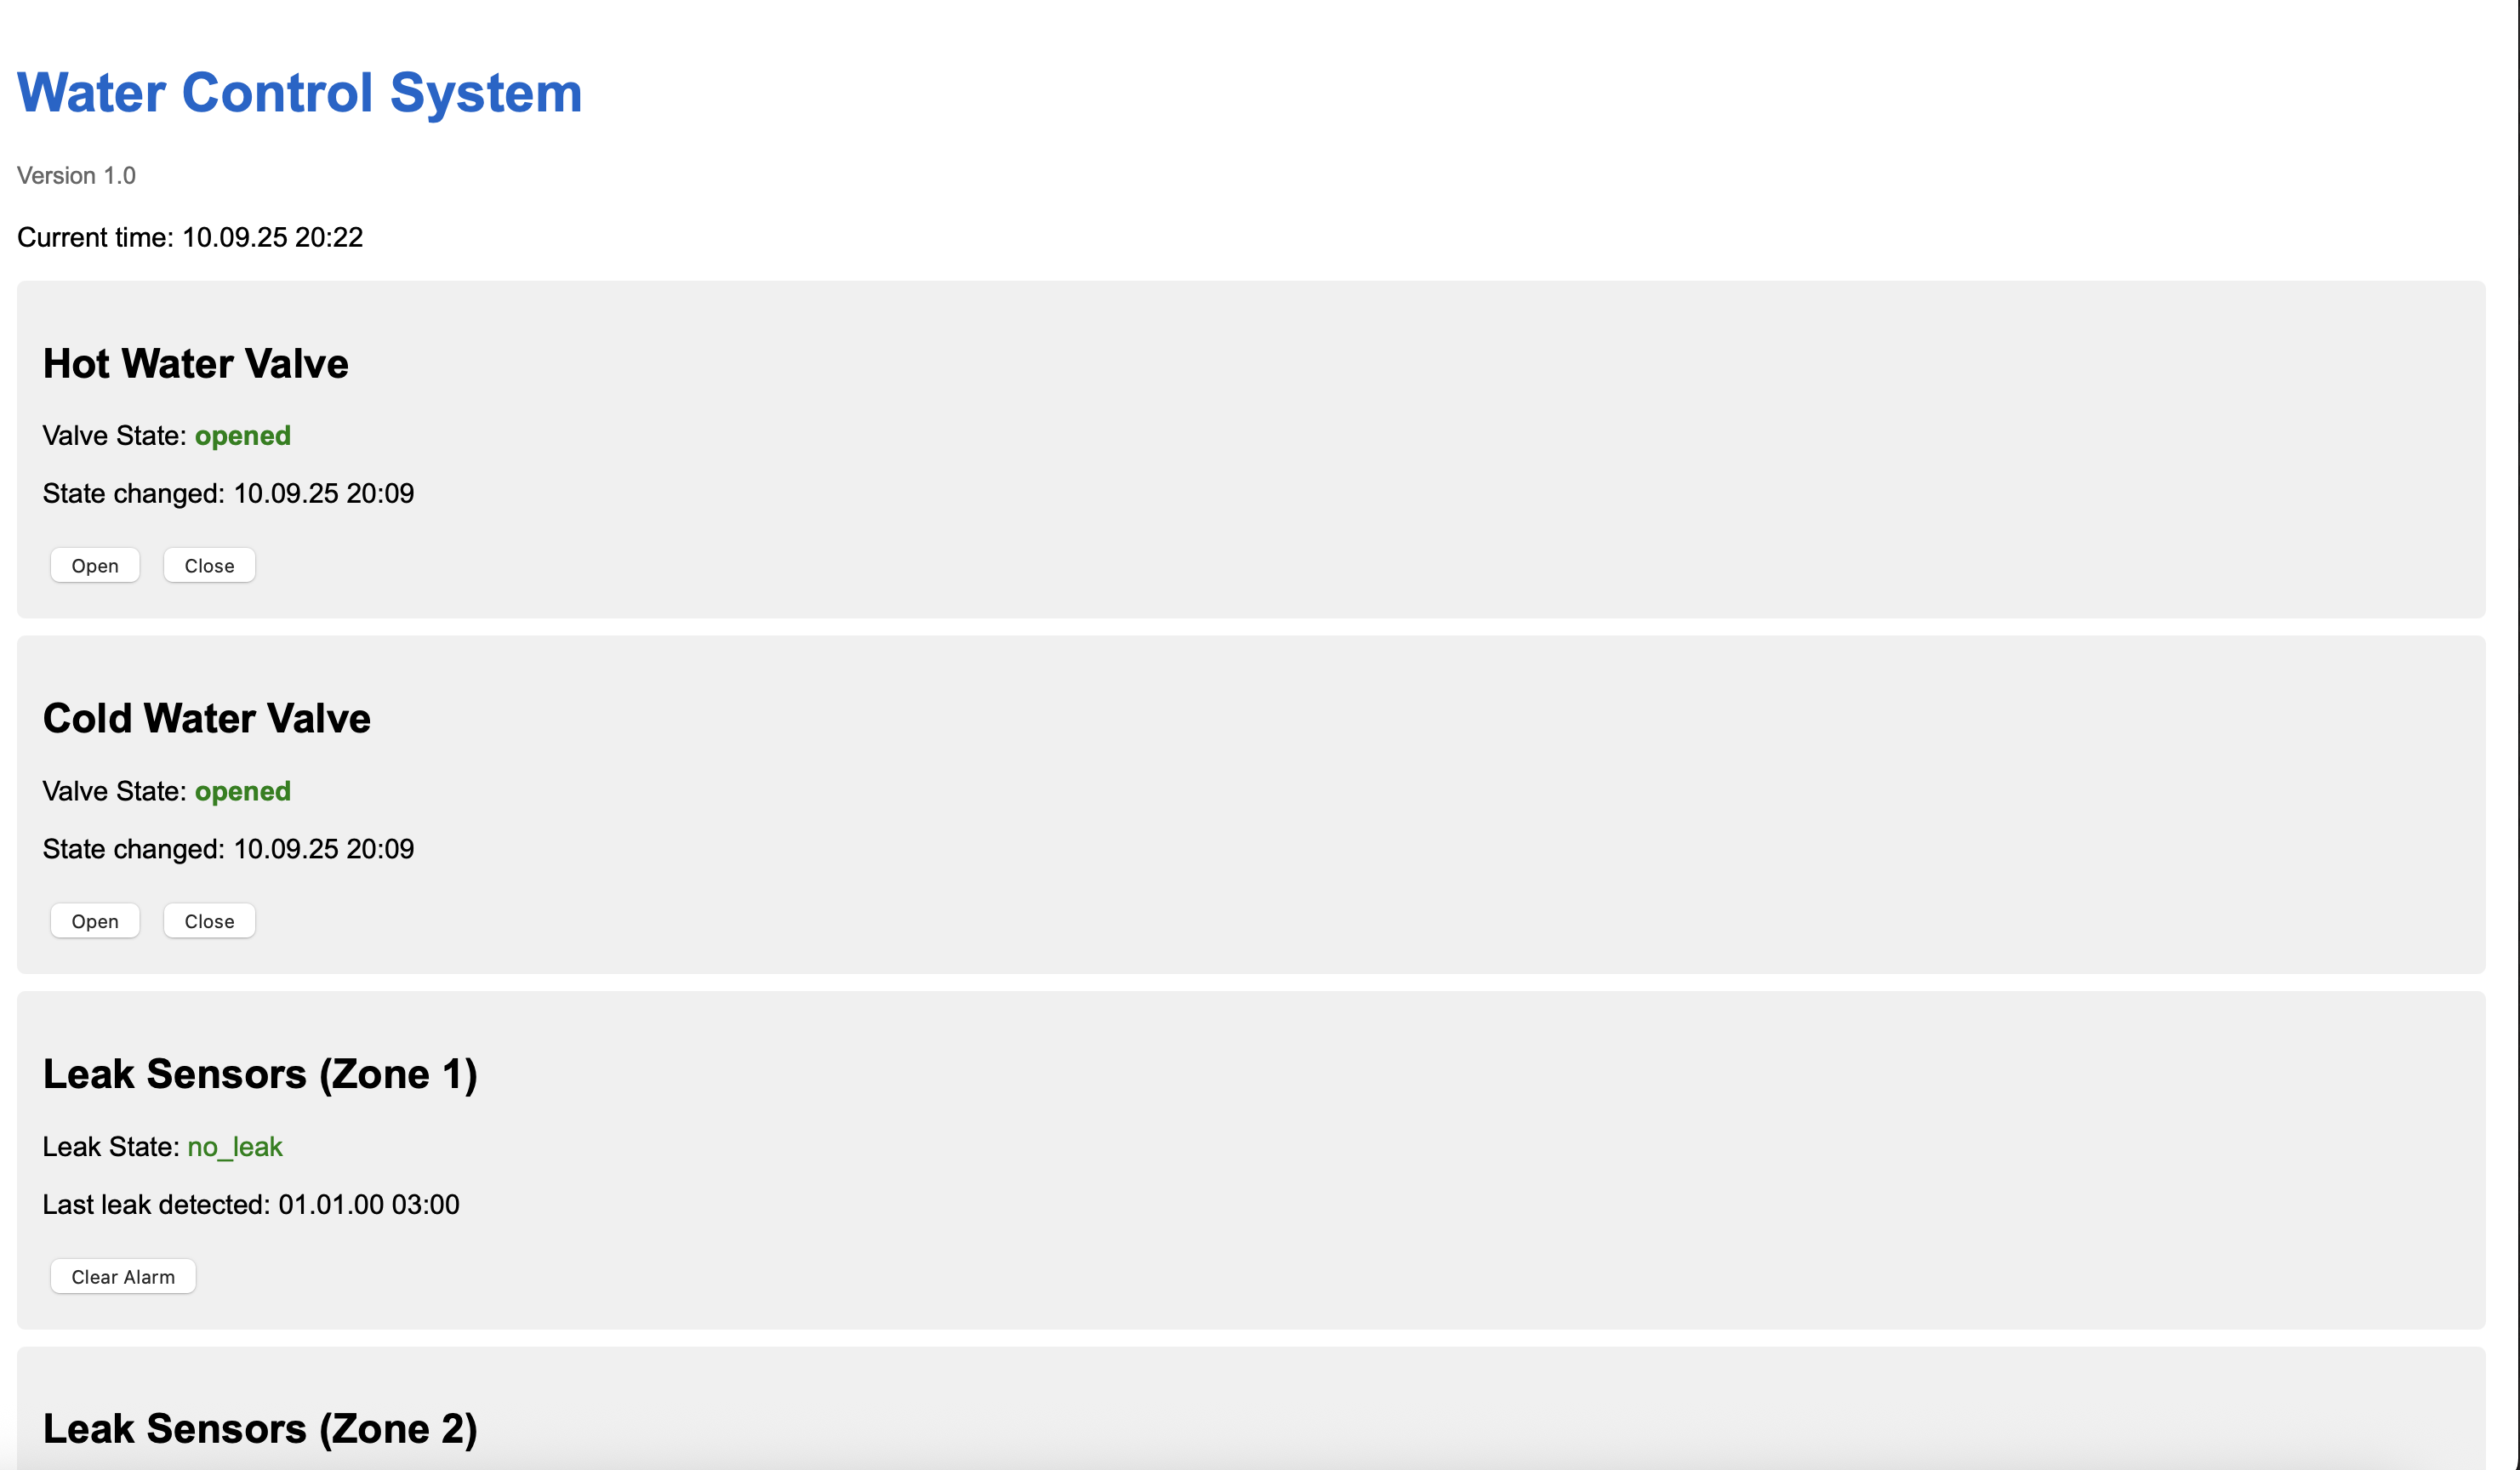 Water Control System
Version 1.0
Current time: 10.09.25 20:22
Hot Water Valve
Valve State: opened
State changed: 10.09.25 20:09
Open Close
Cold Water Valve
Valve State: opened
State changed: 10.09.25 20:09
Open Close
Leak Sensors (Zone 1)
Leak State: no_leak
Last leak detected: 01.01.00 03:00
Clear Alarm
Leak Sensors (Zone 2)